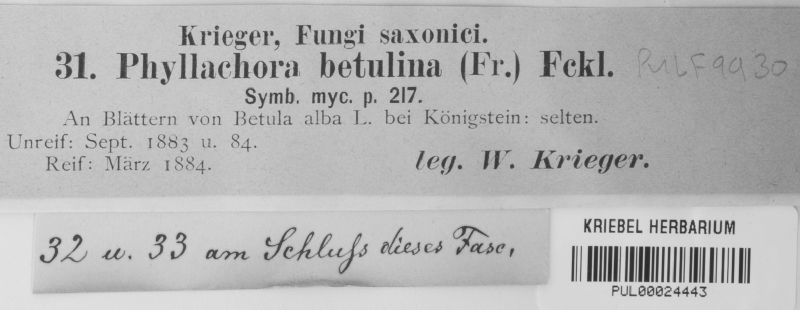 Krieger, Fungi saxonici.
31. Phyllachora betulina (Fr.) Fckl.
PUL F9930
Symb. myc. p. 217.
An Blättern von Betula alba L. bei Königstein: selten.
Unreif: Sept. 1883 u. 84.
Reif: März 1884.
leg. W. Krieger.
32 u. 33 am Schluſs dieses Fasc.
KRIEBEL HERBARIUM
PUL00024443